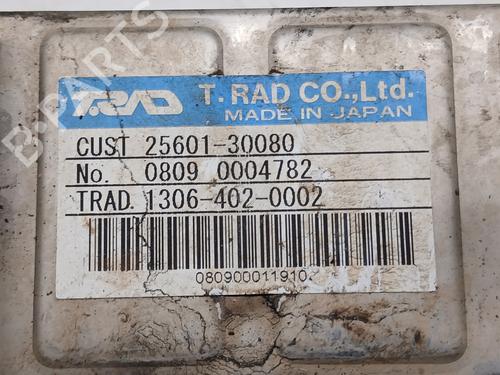 T.RAD T. RAD CO.,Ltd.
MADE IN JAPAN
CUST 25601-30080
No. 0809 0004782
TRAD. 1306-402-0002
080900011910
B-PARTS